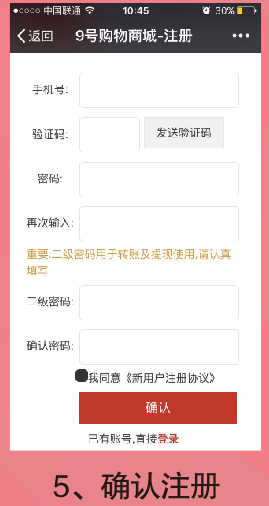 中国联通 10:45 30%
返回 9号购物商城-注册 •••
手机号:
验证码: 发送验证码
密码:
再次输入:
重要:二级密码用于转账及提现使用,请认真
填写
二级密码:
确认密码:
我同意《新用户注册协议》
确认
已有账号,直接登录
5、确认注册